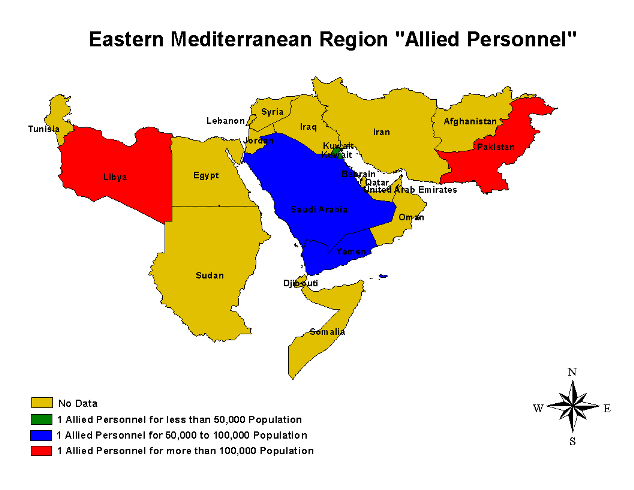 Eastern Mediterranean Region "Allied Personnel"
Tunisia
Lebanon
Syria
Iraq
Iran
Afghanistan
Jordan
Kuwait
Kuwait
Pakistan
Libya
Egypt
Bahrain
Qatar
United Arab Emirates
Saudi Arabia
Oman
Yemen
Sudan
Djibouti
Somalia
N
W
E
S
No Data
1 Allied Personnel for less than 50,000 Population
1 Allied Personnel for 50,000 to 100,000 Population
1 Allied Personnel for more than 100,000 Population